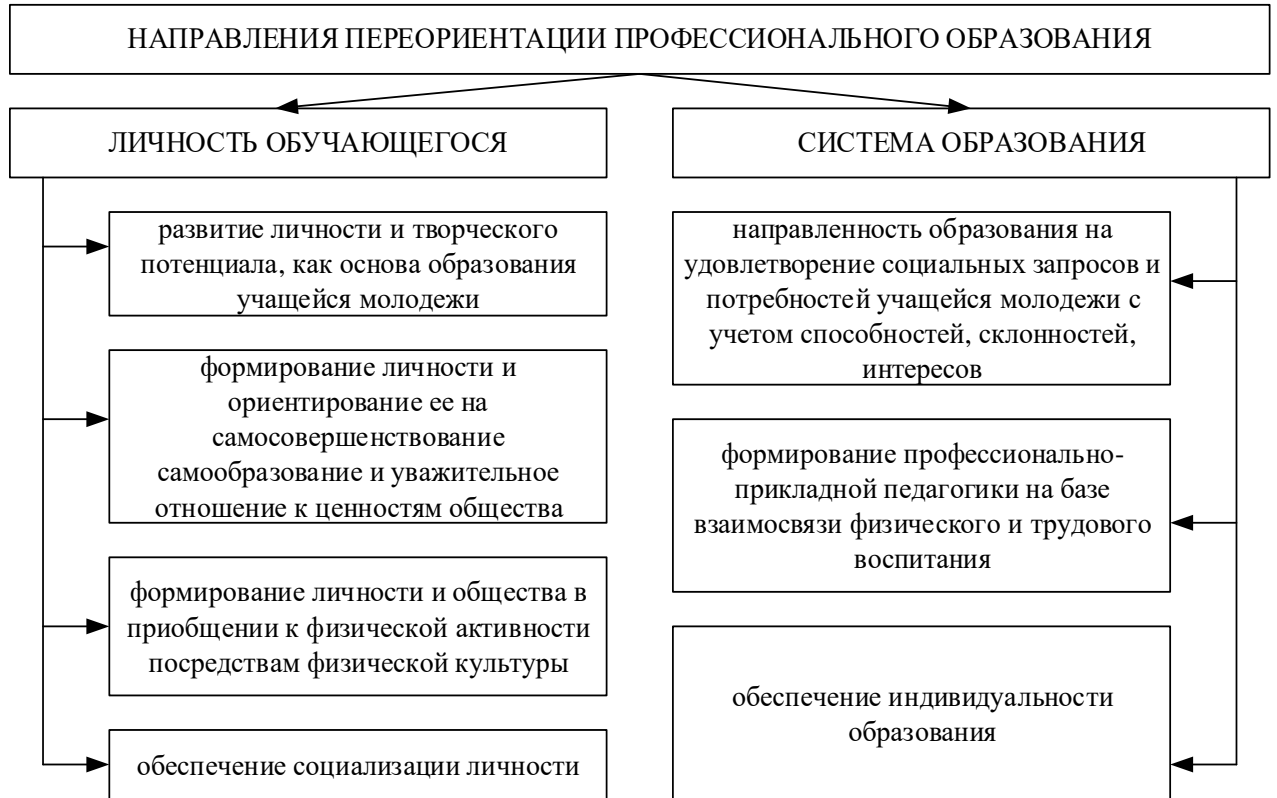 НАПРАВЛЕНИЯ ПЕРЕОРИЕНТАЦИИ ПРОФЕССИОНАЛЬНОГО ОБРАЗОВАНИЯ
ЛИЧНОСТЬ ОБУЧАЮЩЕГОСЯ
развитие личности и творческого
потенциала, как основа образования
учащейся молодежи
формирование личности и
ориентирование ее на
самосовершенствование
самообразование и уважительное
отношение к ценностям общества
формирование личности и общества в
приобщении к физической активности
посредствам физической культуры
обеспечение социализации личности
СИСТЕМА ОБРАЗОВАНИЯ
направленность образования на
удовлетворение социальных запросов и
потребностей учащейся молодежи с
учетом способностей, склонностей,
интересов
формирование профессионально-
прикладной педагогики на базе
взаимосвязи физического и трудового
воспитания
обеспечение индивидуальности
образования